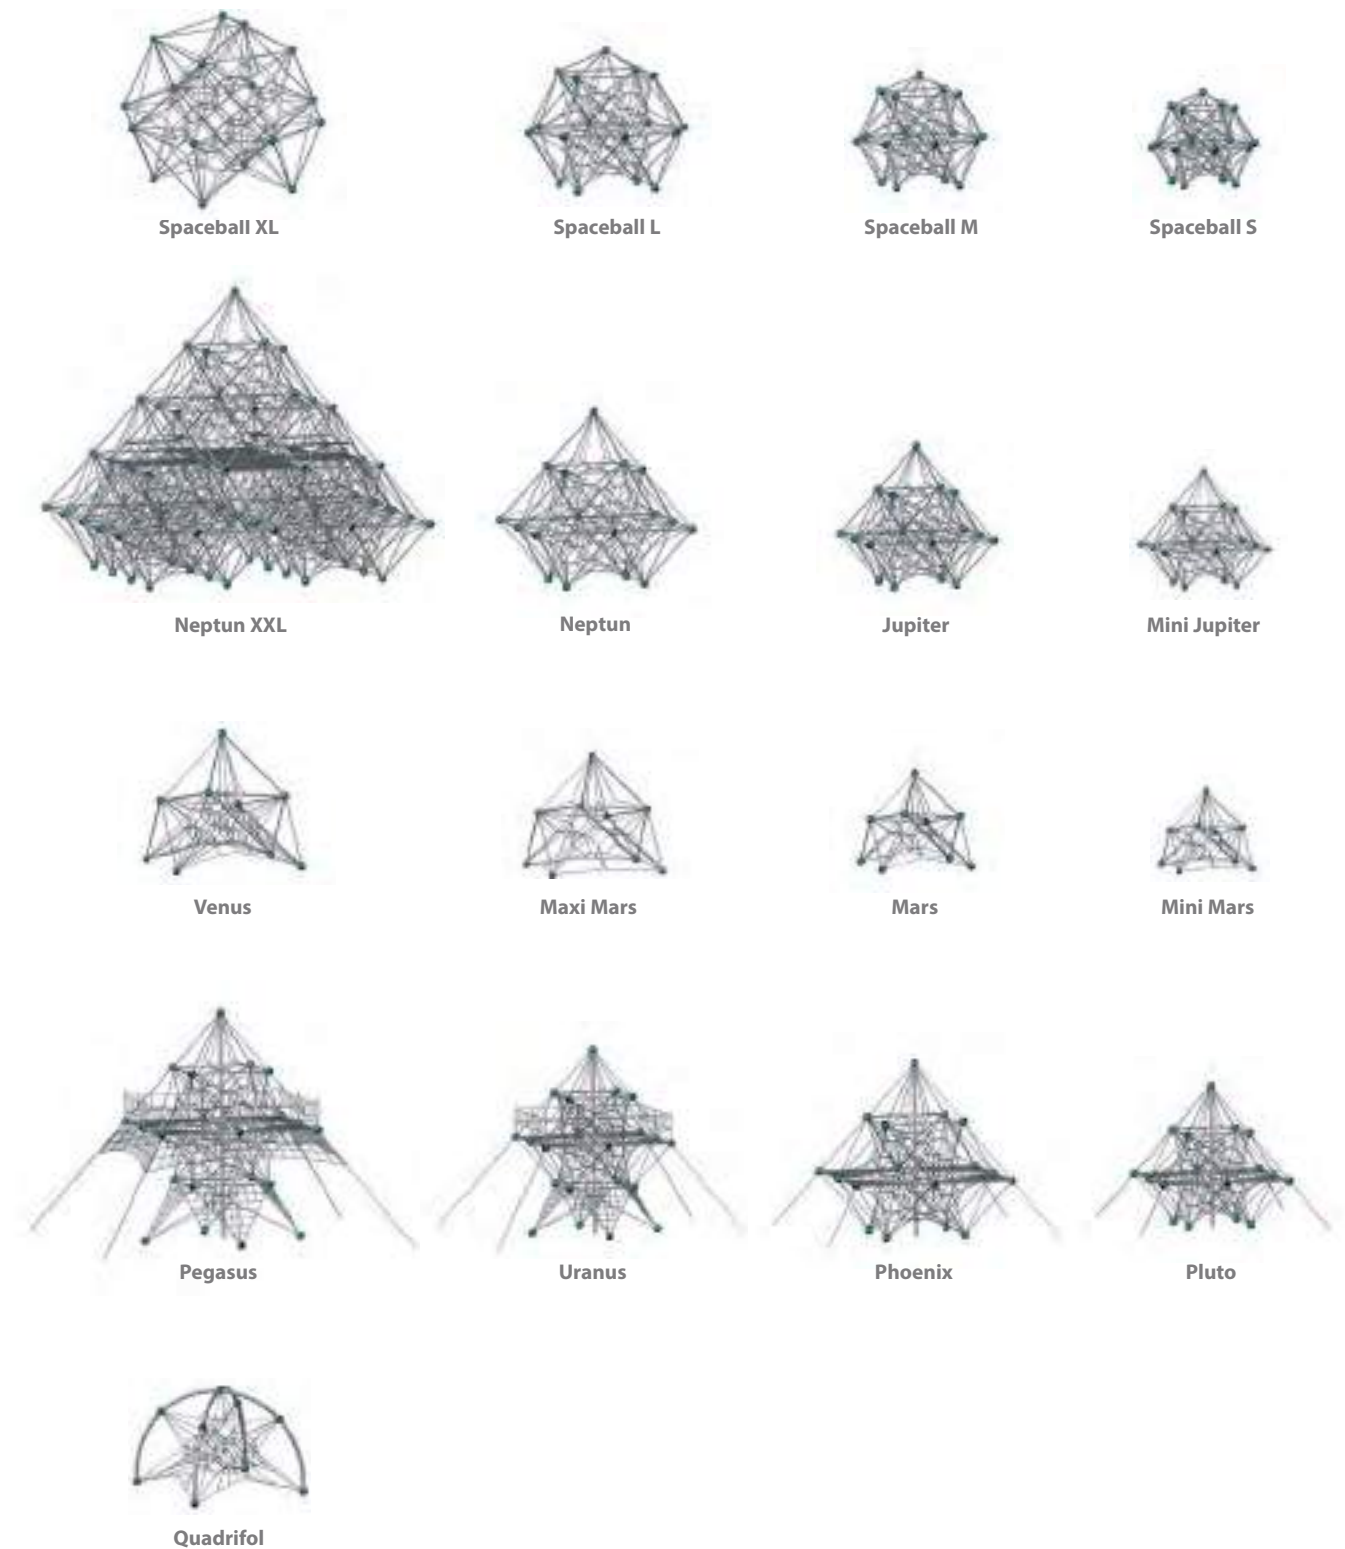 Spaceball XL
Spaceball L
Spaceball M
Spaceball S
Neptun XXL
Neptun
Jupiter
Mini Jupiter
Venus
Maxi Mars
Mars
Mini Mars
Pegasus
Uranus
Phoenix
Pluto
Quadrifol